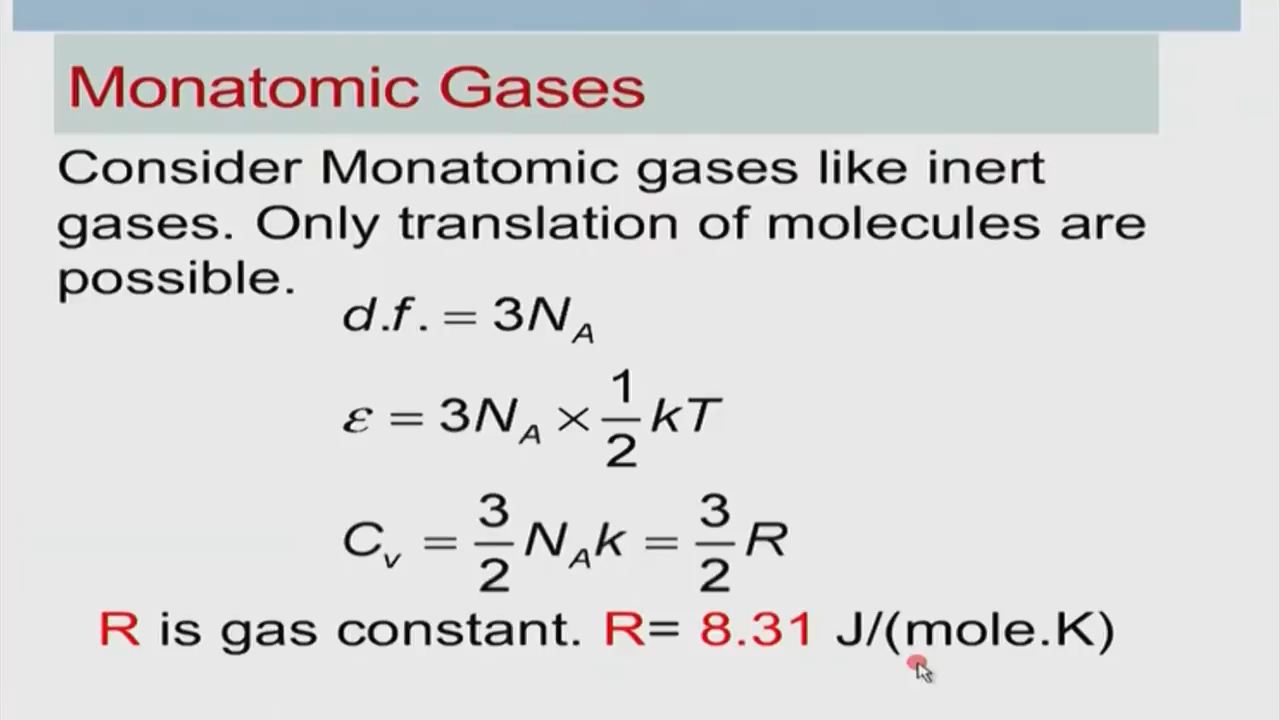 Monatomic Gases
Consider Monatomic gases like inert
gases. Only translation of molecules are
possible.
d.f. = 3N_A
ε = 3N_A × 1/2 kT
C_v = 3/2 N_A k = 3/2 R
R is gas constant. R= 8.31 J/(mole.K)